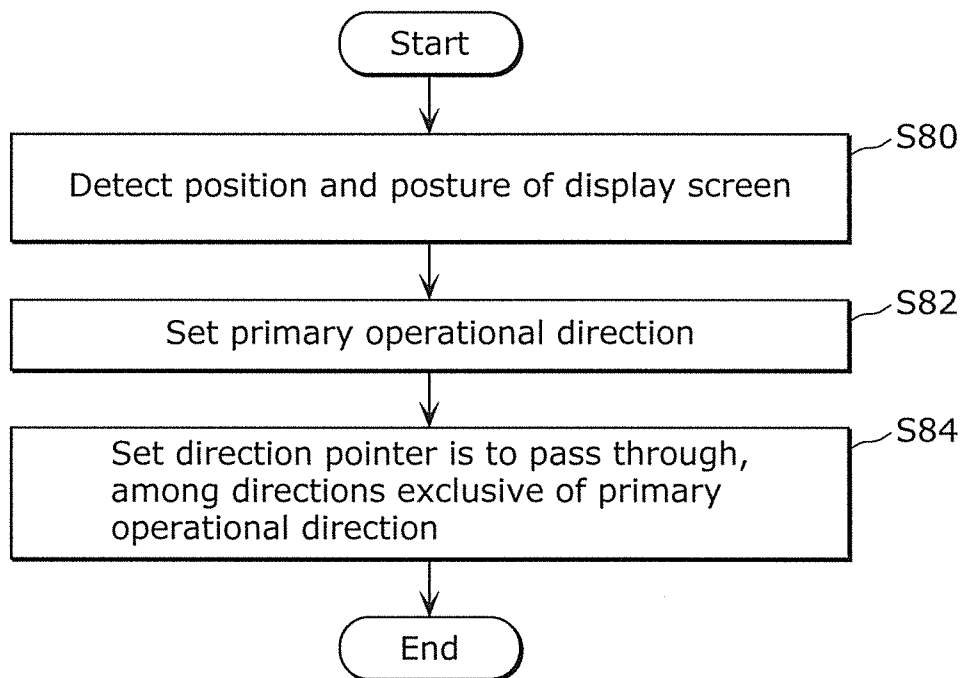 Start
S80
Detect position and posture of display screen
S82
Set primary operational direction
S84
Set direction pointer is to pass through,
among directions exclusive of primary
operational direction
End